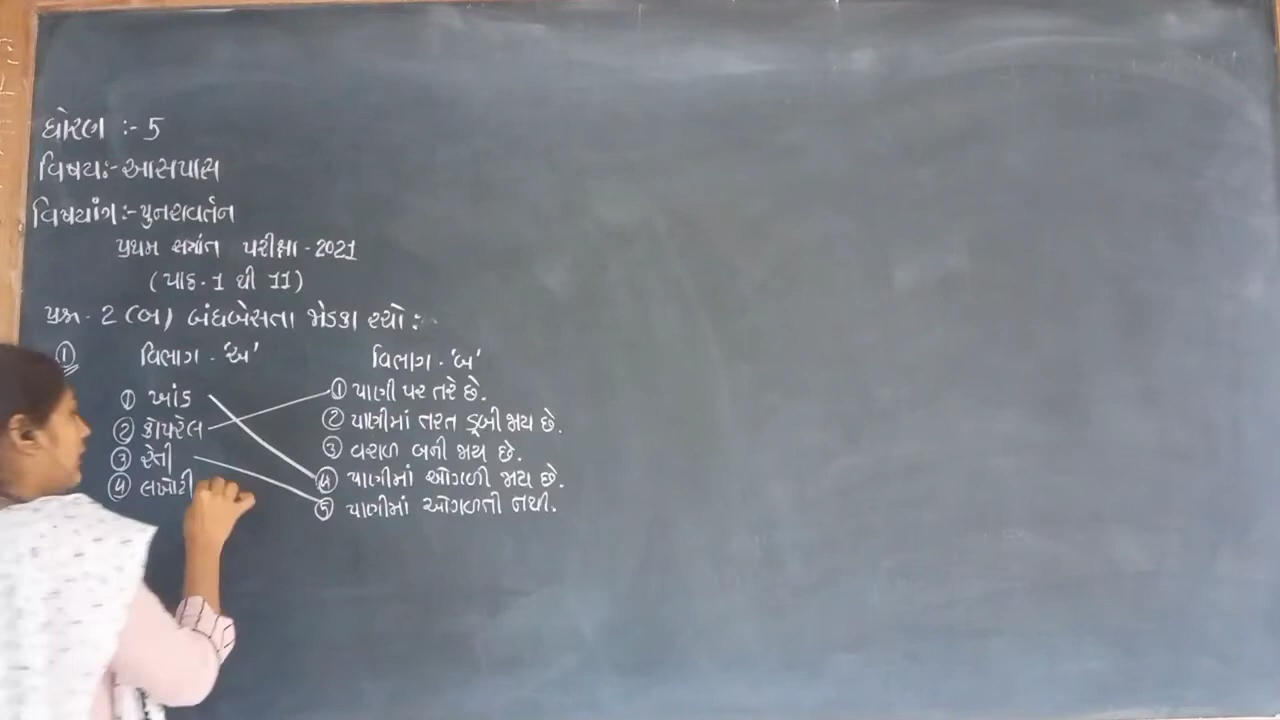 ધોરણ :- 5
વિષય:- આસપાસ
વિષયાંગ :- પુનરાવર્તન
પ્રથમ સત્રાંત પરીક્ષા - 2021
(પાઠ. 1 થી 11)
પ્રશ્ન - 2 (બ) બંધબેસતા જોડકા રચો :-
① વિભાગ - 'અ' વિભાગ - 'બ'
① ખાંડ ① પાણી પર તરે છે.
② કોપરેલ ② પાણીમાં તરત ડૂબી જાય છે.
③ રેતી ③ વરાળ બની જાય છે.
④ લખોટી ④ પાણીમાં ઓગળી જાય છે.
⑤ પાણીમાં ઓગળતી નથી.